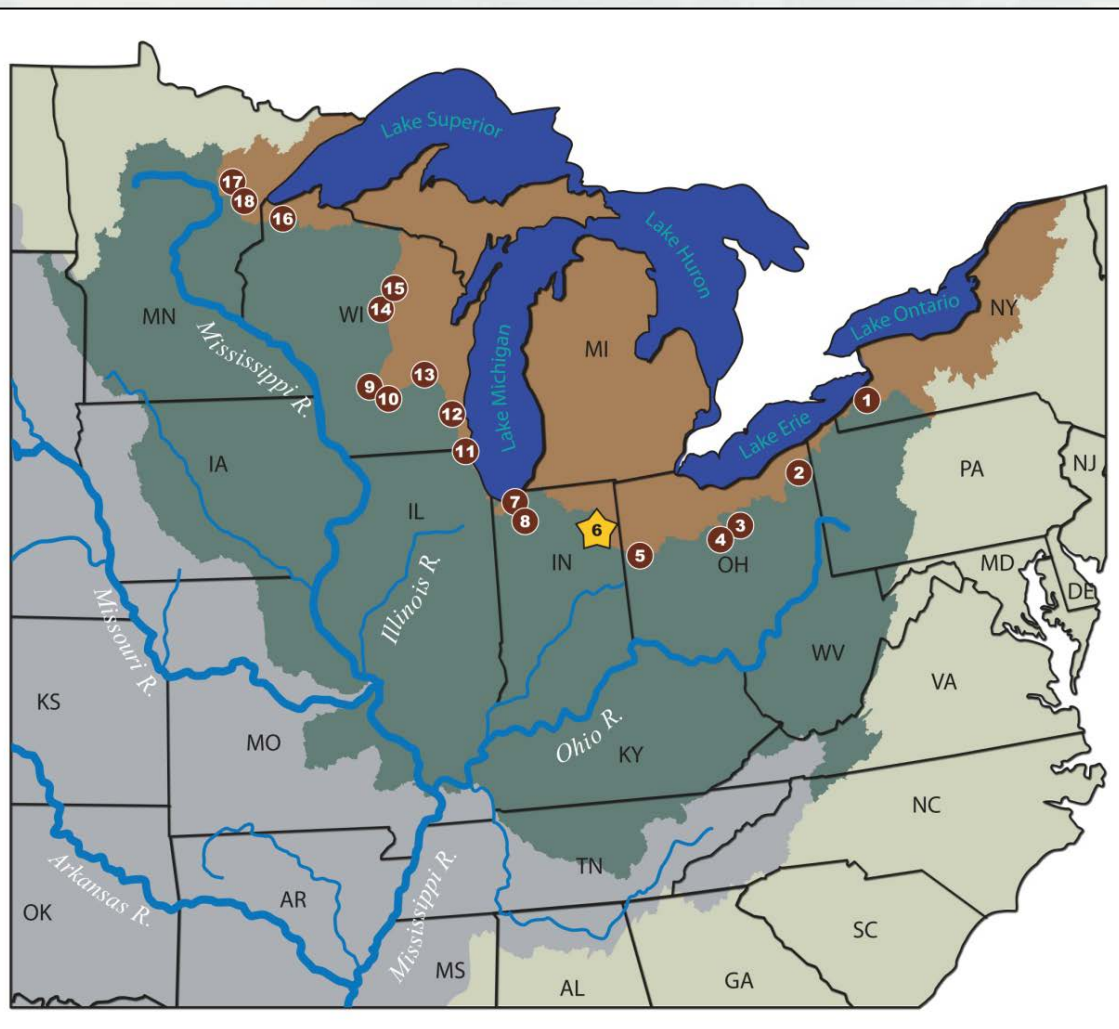 Lake Superior
17
18
16
Lake Huron
15
14
WI
MN
Mississippi R.
Lake Michigan
MI
Lake Ontario
NY
13
9
10
12
11
1
Lake Erie
2
PA
NJ
IA
IL
7
8
6
IN
3
4
5
OH
MD
DE
Illinois R.
Missouri R.
WV
VA
KS
MO
Ohio R.
KY
NC
TN
Arkansas R.
AR
Mississippi R.
OK
SC
MS
AL
GA